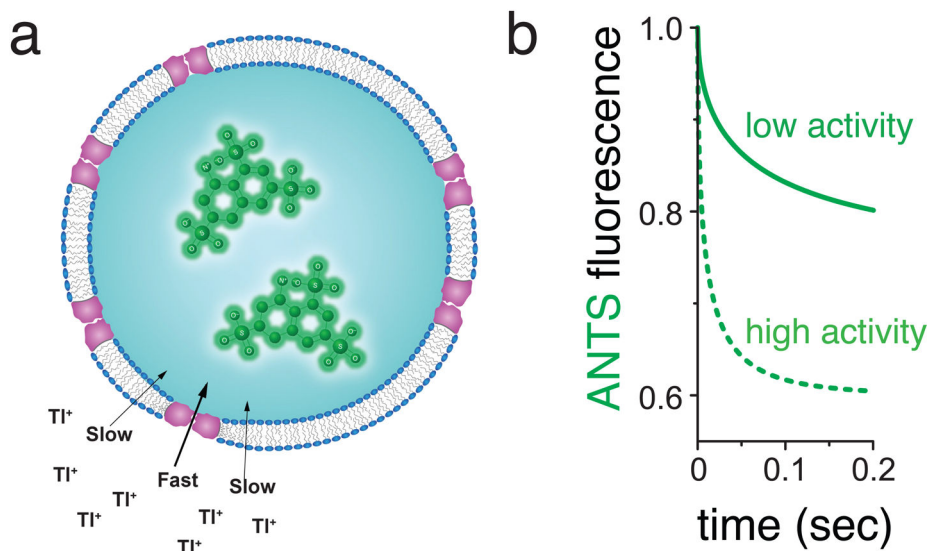 a
Tl⁺
Slow
Tl⁺
Fast
Slow
Tl⁺
Tl⁺
Tl⁺
Tl⁺
Tl⁺
b
ANTS fluorescence
1.0
0.8
0.6
low activity
high activity
0
0.1
0.2
time (sec)